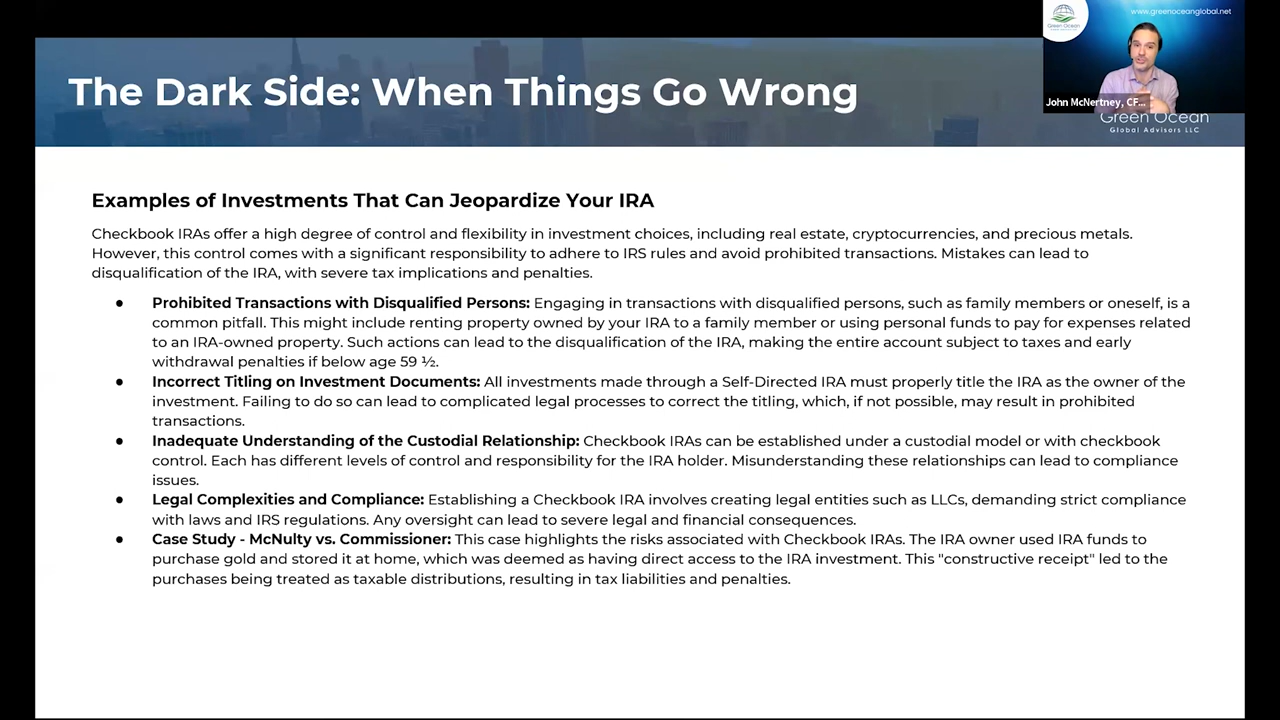 www.greenoceanglobal.net
Green Ocean
John McNertney, CF...
The Dark Side: When Things Go Wrong
Green Ocean
Global Advisors LLC
Examples of Investments That Can Jeopardize Your IRA
Checkbook IRAs offer a high degree of control and flexibility in investment choices, including real estate, cryptocurrencies, and precious metals.
However, this control comes with a significant responsibility to adhere to IRS rules and avoid prohibited transactions. Mistakes can lead to
disqualification of the IRA, with severe tax implications and penalties.
● Prohibited Transactions with Disqualified Persons: Engaging in transactions with disqualified persons, such as family members or oneself, is a
common pitfall. This might include renting property owned by your IRA to a family member or using personal funds to pay for expenses related
to an IRA-owned property. Such actions can lead to the disqualification of the IRA, making the entire account subject to taxes and early
withdrawal penalties if below age 59 ½.
● Incorrect Titling on Investment Documents: All investments made through a Self-Directed IRA must properly title the IRA as the owner of the
investment. Failing to do so can lead to complicated legal processes to correct the titling, which, if not possible, may result in prohibited
transactions.
● Inadequate Understanding of the Custodial Relationship: Checkbook IRAs can be established under a custodial model or with checkbook
control. Each has different levels of control and responsibility for the IRA holder. Misunderstanding these relationships can lead to compliance
issues.
● Legal Complexities and Compliance: Establishing a Checkbook IRA involves creating legal entities such as LLCs, demanding strict compliance
with laws and IRS regulations. Any oversight can lead to severe legal and financial consequences.
● Case Study - McNulty vs. Commissioner: This case highlights the risks associated with Checkbook IRAs. The IRA owner used IRA funds to
purchase gold and stored it at home, which was deemed as having direct access to the IRA investment. This "constructive receipt" led to the
purchases being treated as taxable distributions, resulting in tax liabilities and penalties.